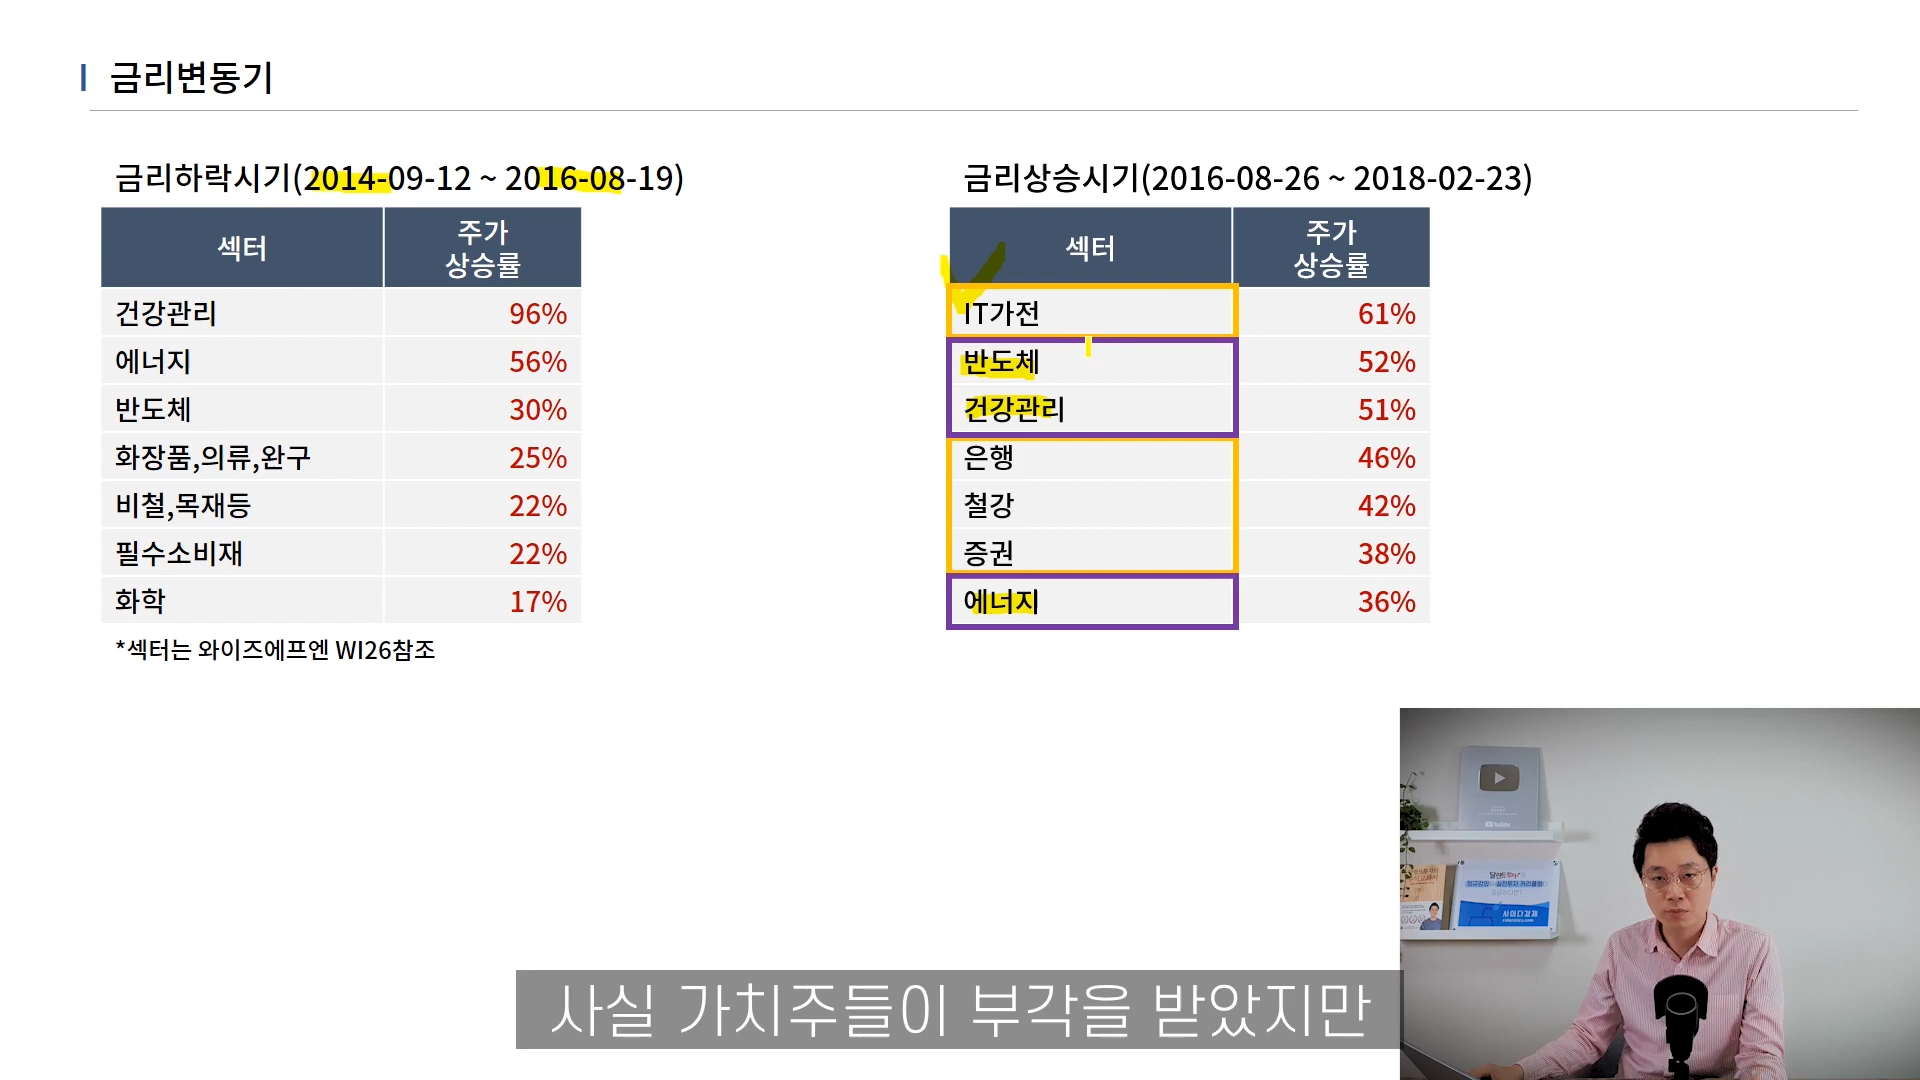 금리변동기
금리하락시기(2014-09-12 ~ 2016-08-19)
섹터 주가 상승률
건강관리 96%
에너지 56%
반도체 30%
화장품,의류,완구 25%
비철,목재등 22%
필수소비재 22%
화학 17%
*섹터는 와이즈에프엔 WI26참조
금리상승시기(2016-08-26 ~ 2018-02-23)
섹터 주가 상승률
IT가전 61%
반도체 52%
건강관리 51%
은행 46%
철강 42%
증권 38%
에너지 36%
YouTube
사이다경제
사실 가치주들이 부각을 받았지만